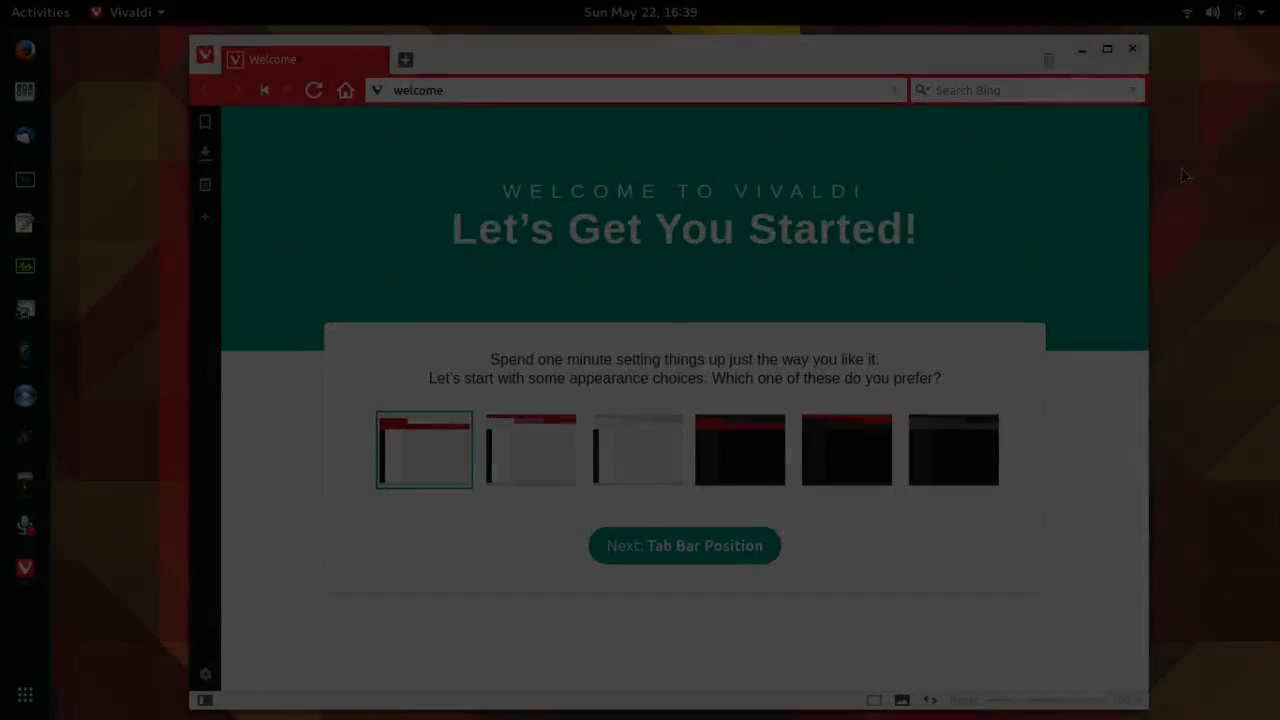 Activities
Vivaldi
Sun May 22, 16:39
Welcome
welcome
Search Bing
WELCOME TO VIVALDI
Let’s Get You Started!
Spend one minute setting things up just the way you like it.
Let’s start with some appearance choices. Which one of these do you prefer?
Next: Tab Bar Position
Reset
100 %